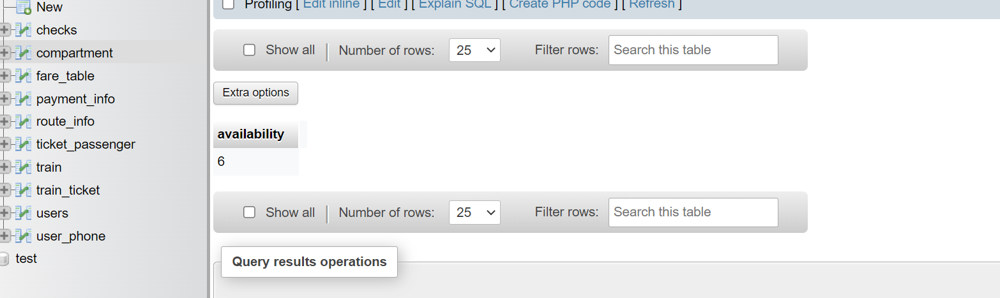 New
checks
compartment
fare_table
payment_info
route_info
ticket_passenger
train
train_ticket
users
user_phone
test
Profiling [ Edit inline ] [ Edit ] [ Explain SQL ] [ Create PHP code ] [ Refresh ]
Show all | Number of rows: 25 Filter rows: Search this table
Extra options
availability
6
Show all | Number of rows: 25 Filter rows: Search this table
Query results operations